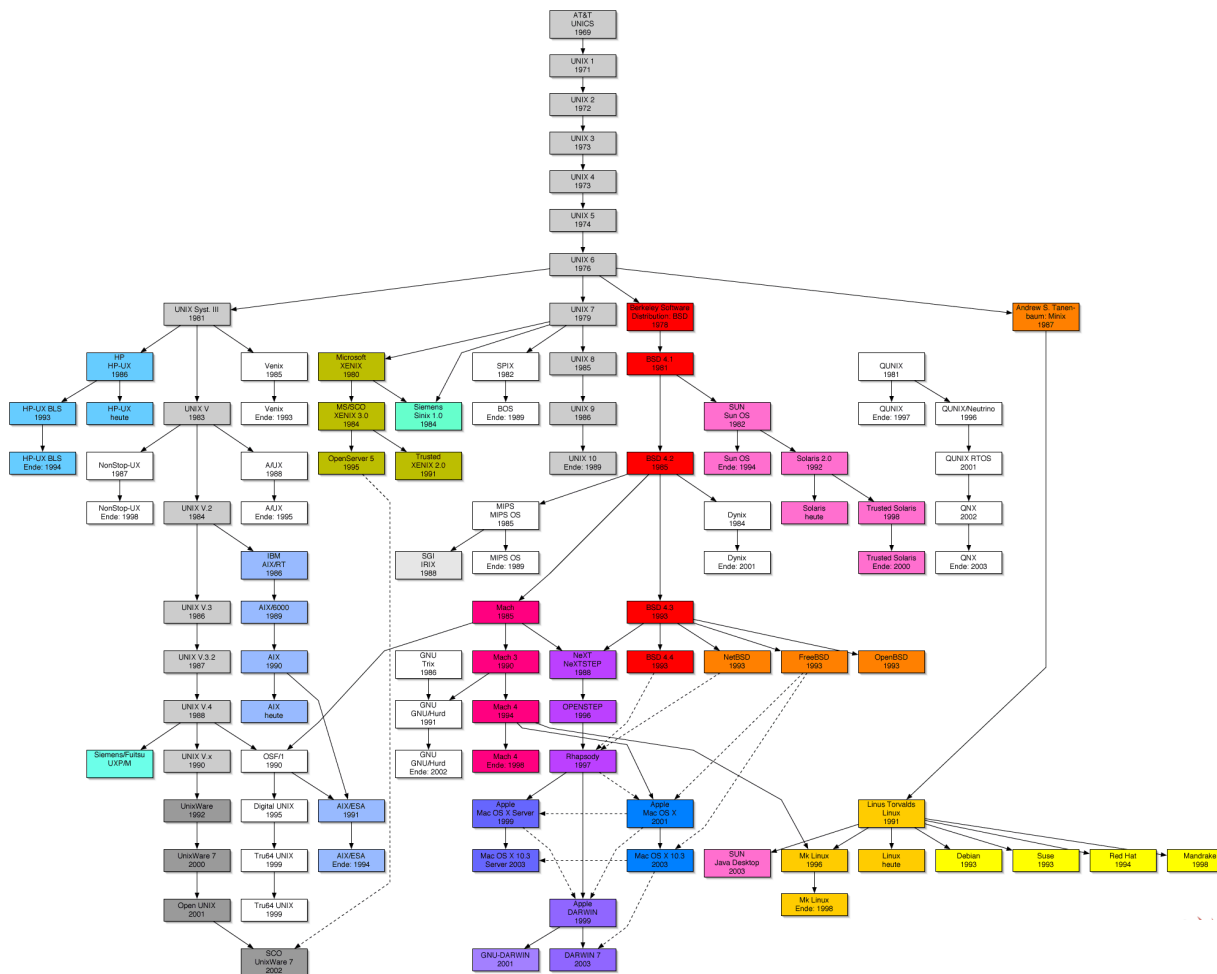 AT&T
UNICS
1969
UNIX 1
1971
UNIX 2
1972
UNIX 3
1973
UNIX 4
1973
UNIX 5
1974
UNIX 6
1976
UNIX Syst. III
1981
UNIX 7
1979
Berkeley Software
Distribution: BSD
1978
Andrew S. Tanen-
baum: Minix
1987
HP
HP-UX
1986
Venix
1985
Microsoft
XENIX
1980
SPIX
1982
UNIX 8
1985
BSD 4.1
1981
QUNIX
1981
HP-UX BLS
1993
HP-UX
heute
UNIX V
1983
Venix
Ende: 1993
MS/SCO
XENIX 3.0
1984
Siemens
Sinix 1.0
1984
BOS
Ende: 1989
UNIX 9
1986
SUN
Sun OS
1982
QUNIX
Ende: 1997
QUNIX/Neutrino
1996
HP-UX BLS
Ende: 1994
NonStop-UX
1987
A/UX
1988
OpenServer 5
1995
Trusted
XENIX 2.0
1991
UNIX 10
Ende: 1989
BSD 4.2
1985
Sun OS
Ende: 1994
Solaris 2.0
1992
QUNIX RTOS
2001
NonStop-UX
Ende: 1998
UNIX V.2
1984
A/UX
Ende: 1995
MIPS
MIPS OS
1985
Dynix
1984
Solaris
heute
Trusted Solaris
1998
QNX
2002
IBM
AIX/RT
1986
SGI
IRIX
1988
MIPS OS
Ende: 1989
Dynix
Ende: 2001
Trusted Solaris
Ende: 2000
QNX
Ende: 2003
UNIX V.3
1986
AIX/6000
1989
Mach
1985
BSD 4.3
1993
UNIX V.3.2
1987
AIX
1990
GNU
Trix
1986
Mach 3
1990
NeXT
NeXTSTEP
1988
BSD 4.4
1993
NetBSD
1993
FreeBSD
1993
OpenBSD
1993
UNIX V.4
1988
AIX
heute
GNU
GNU/Hurd
1991
Mach 4
1994
OPENSTEP
1996
Siemens/Fuitsu
UXP/M
UNIX V.x
1990
OSF/1
1990
GNU
GNU/Hurd
Ende: 2002
Mach 4
Ende: 1998
Rhapsody
1997
UnixWare
1992
Digital UNIX
1995
AIX/ESA
1991
Apple
Mac OS X Server
1999
Apple
Mac OS X
2001
Linus Torvalds
Linux
1991
UnixWare 7
2000
Tru64 UNIX
1999
AIX/ESA
Ende: 1994
Mac OS X 10.3
Server 2003
Mac OS X 10.3
2003
SUN
Java Desktop
2003
Mk Linux
1996
Linux
heute
Debian
1993
Suse
1993
Red Hat
1994
Mandrake
1998
Open UNIX
2001
Tru64 UNIX
1999
Apple
DARWIN
1999
Mk Linux
Ende: 1998
SCO
UnixWare 7
2002
GNU-DARWIN
2001
DARWIN 7
2003